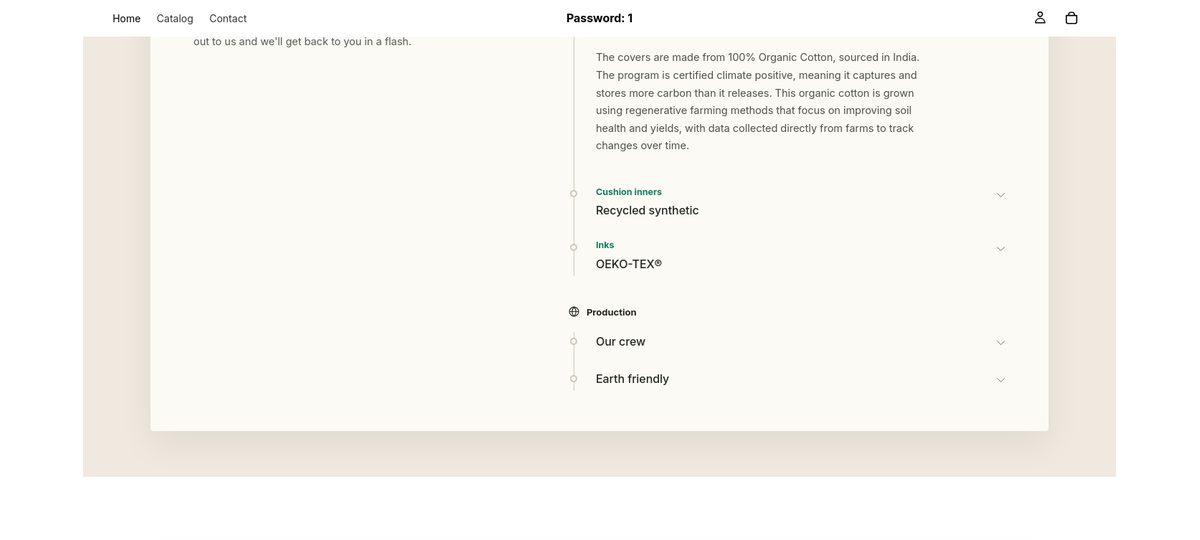 Home Catalog Contact Password: 1
out to us and we'll get back to you in a flash.
The covers are made from 100% Organic Cotton, sourced in India.
The program is certified climate positive, meaning it captures and
stores more carbon than it releases. This organic cotton is grown
using regenerative farming methods that focus on improving soil
health and yields, with data collected directly from farms to track
changes over time.
Cushion inners
Recycled synthetic
Inks
OEKO-TEX®
Production
Our crew
Earth friendly